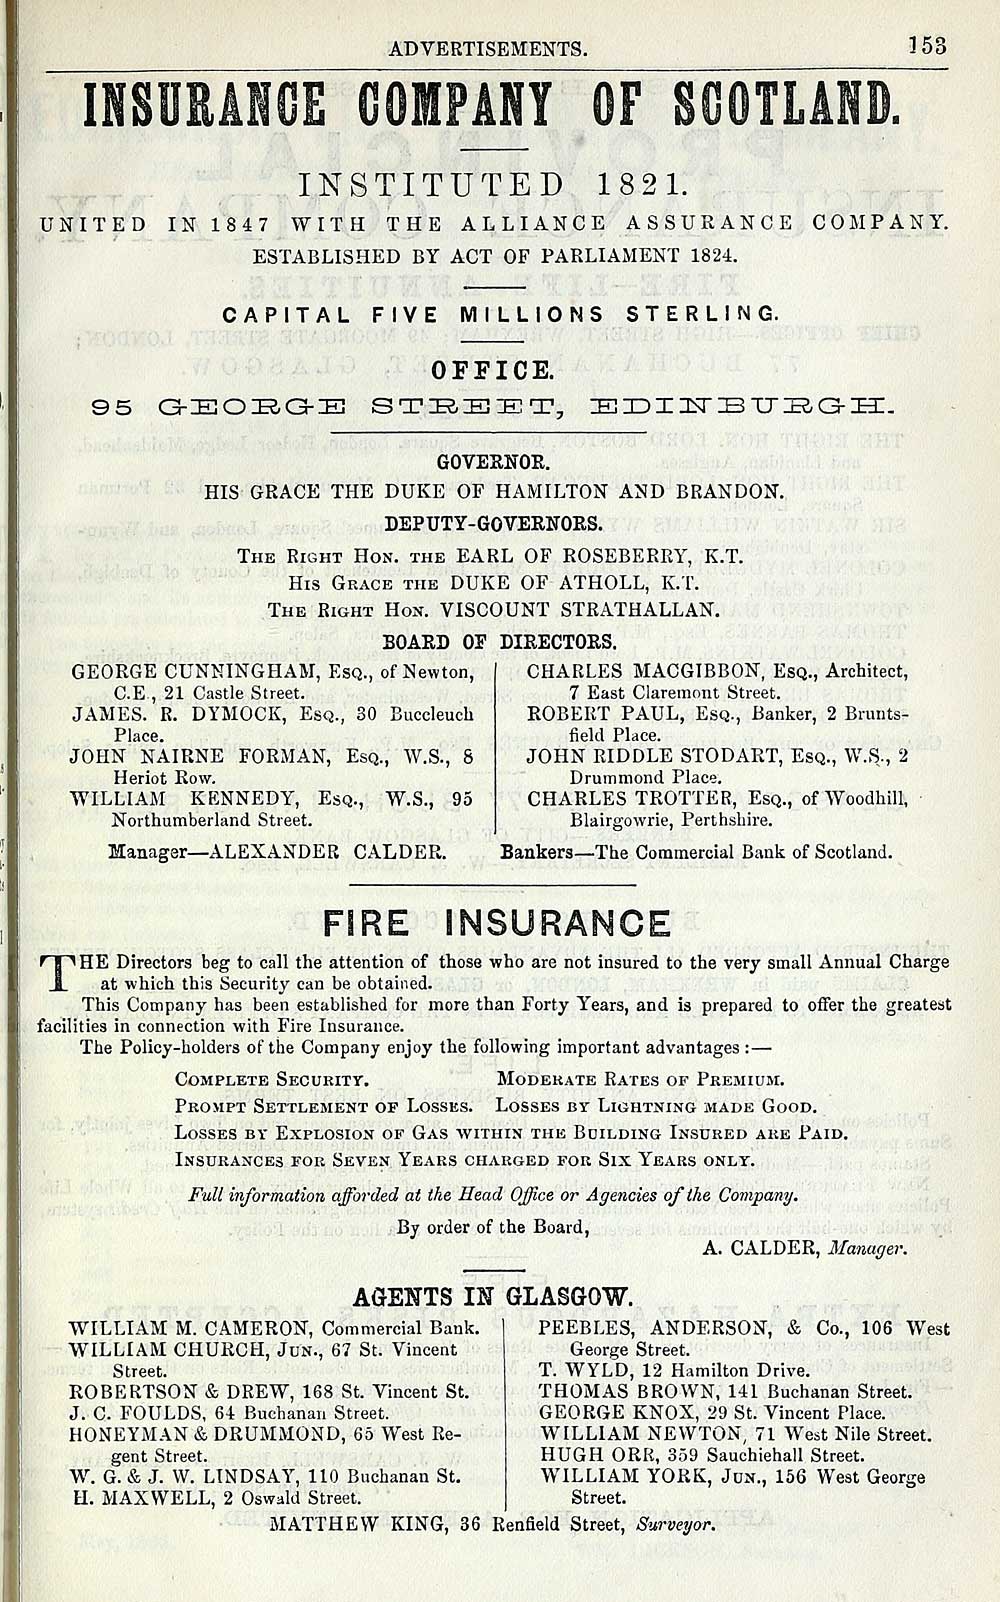 ADVERTISEMENTS. 153
INSURANCE COMPANY OF SCOTLAND.
INSTITUTED 1821.
UNITED IN 1847 WITH THE ALLIANCE ASSURANCE COMPANY.
ESTABLISHED BY ACT OF PARLIAMENT 1824.
CAPITAL FIVE MILLIONS STERLING.
OFFICE.
95 GEORGE STREET, EDINBURGH.
GOVERNOR.
HIS GRACE THE DUKE OF HAMILTON AND BRANDON.
DEPUTY-GOVERNORS.
THE RIGHT HON. THE EARL OF ROSEBERRY, K.T.
HIS GRACE THE DUKE OF ATHOLL, K.T.
THE RIGHT HON. VISCOUNT STRATHALLAN.
BOARD OF DIRECTORS.
GEORGE CUNNINGHAM, ESQ., of Newton,
C.E., 21 Castle Street.
JAMES. R. DYMOCK, ESQ., 30 Buccleuch
Place.
JOHN NAIRNE FORMAN, ESQ., W.S., 8
Heriot Row.
WILLIAM KENNEDY, ESQ., W.S., 95
Northumberland Street.
CHARLES MACGIBBON, ESQ., Architect,
7 East Claremont Street.
ROBERT PAUL, ESQ., Banker, 2 Brunts-
field Place.
JOHN RIDDLE STODART, ESQ., W.S., 2
Drummond Place.
CHARLES TROTTER, ESQ., of Woodhill,
Blairgowrie, Perthshire.
Manager—ALEXANDER CALDER. Bankers—The Commercial Bank of Scotland.
FIRE INSURANCE
THE Directors beg to call the attention of those who are not insured to the very small Annual Charge
at which this Security can be obtained.
This Company has been established for more than Forty Years, and is prepared to offer the greatest
facilities in connection with Fire Insurance.
The Policy-holders of the Company enjoy the following important advantages:—
COMPLETE SECURITY. MODERATE RATES OF PREMIUM.
PROMPT SETTLEMENT OF LOSSES. LOSSES BY LIGHTNING MADE GOOD.
LOSSES BY EXPLOSION OF GAS WITHIN THE BUILDING INSURED ARE PAID.
INSURANCES FOR SEVEN YEARS CHARGED FOR SIX YEARS ONLY.
Full information afforded at the Head Office or Agencies of the Company.
By order of the Board,
A. CALDER, Manager.
AGENTS IN GLASGOW.
WILLIAM M. CAMERON, Commercial Bank.
WILLIAM CHURCH, JUN., 67 St. Vincent
Street.
ROBERTSON & DREW, 168 St. Vincent St.
J. C. FOULDS, 64 Buchanan Street.
HONEYMAN & DRUMMOND, 65 West Re-
gent Street.
W. G. & J. W. LINDSAY, 110 Buchanan St.
H. MAXWELL, 2 Oswald Street.
PEEBLES, ANDERSON, & Co., 106 West
George Street.
T. WYLD, 12 Hamilton Drive.
THOMAS BROWN, 141 Buchanan Street.
GEORGE KNOX, 29 St. Vincent Place.
WILLIAM NEWTON, 71 West Nile Street.
HUGH ORR, 359 Sauchiehall Street.
WILLIAM YORK, JUN., 156 West George
Street.
MATTHEW KING, 36 Renfield Street, Surveyor.